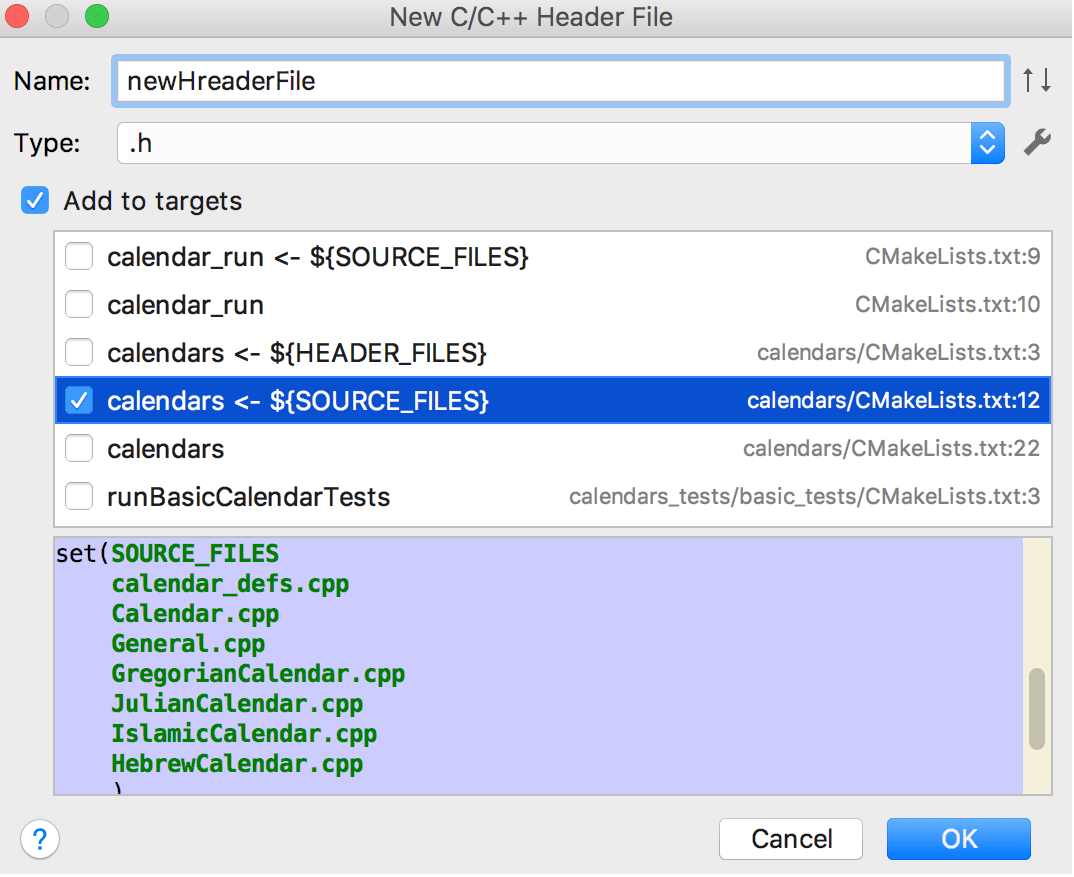 New C/C++ Header File
Name: newHreaderFile
Type: .h
Add to targets
calendar_run <- ${SOURCE_FILES} CMakeLists.txt:9
calendar_run CMakeLists.txt:10
calendars <- ${HEADER_FILES} calendars/CMakeLists.txt:3
calendars <- ${SOURCE_FILES} calendars/CMakeLists.txt:12
calendars calendars/CMakeLists.txt:22
runBasicCalendarTests calendars_tests/basic_tests/CMakeLists.txt:3
set(SOURCE_FILES
calendar_defs.cpp
Calendar.cpp
General.cpp
GregorianCalendar.cpp
JulianCalendar.cpp
IslamicCalendar.cpp
HebrewCalendar.cpp
)
? Cancel OK